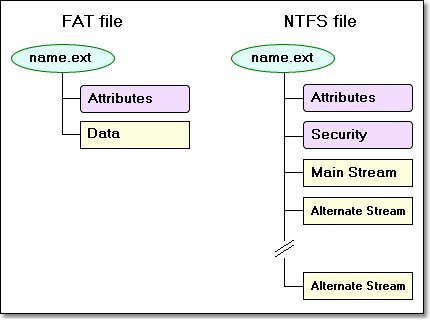 FAT file
name.ext
Attributes
Data
NTFS file
name.ext
Attributes
Security
Main Stream
Alternate Stream
Alternate Stream